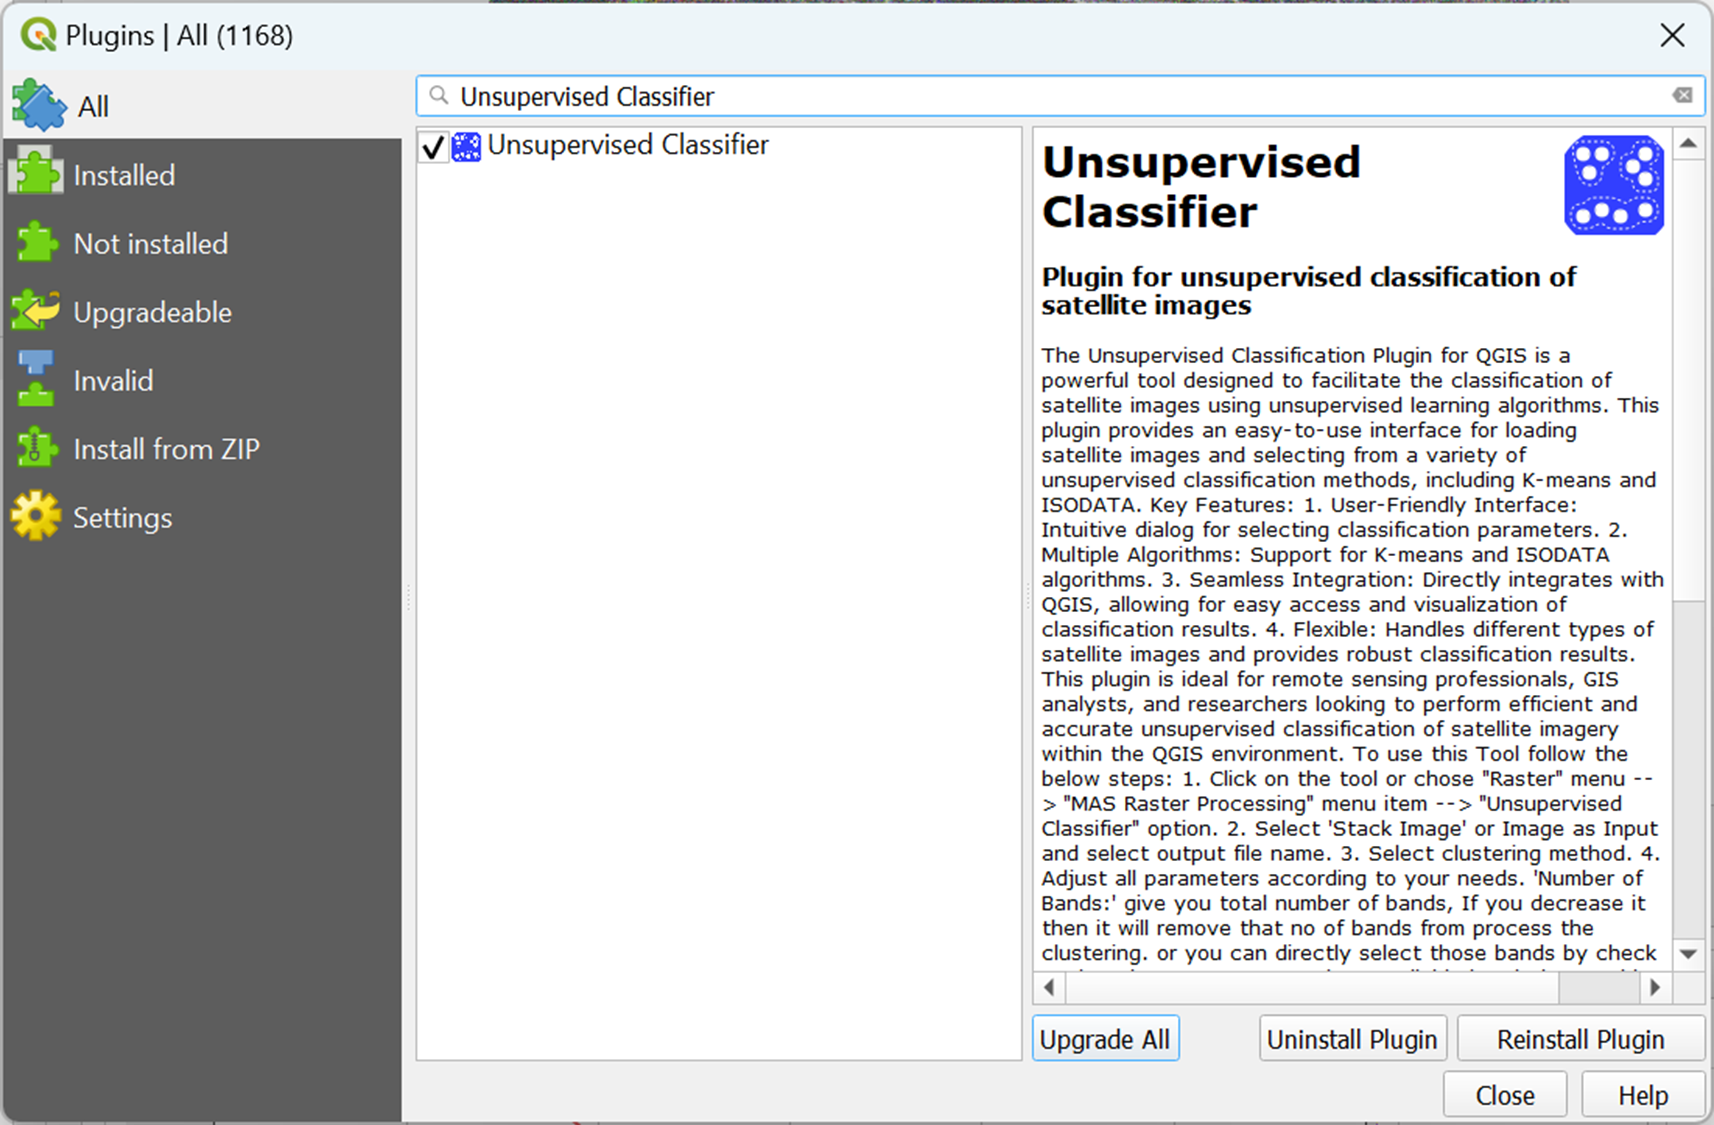 Plugins | All (1168)
All
Installed
Not installed
Upgradeable
Invalid
Install from ZIP
Settings
Unsupervised Classifier
Unsupervised Classifier
Unsupervised
Classifier
Plugin for unsupervised classification of
satellite images
The Unsupervised Classification Plugin for QGIS is a
powerful tool designed to facilitate the classification of
satellite images using unsupervised learning algorithms. This
plugin provides an easy-to-use interface for loading
satellite images and selecting from a variety of
unsupervised classification methods, including K-means and
ISODATA. Key Features: 1. User-Friendly Interface:
Intuitive dialog for selecting classification parameters. 2.
Multiple Algorithms: Support for K-means and ISODATA
algorithms. 3. Seamless Integration: Directly integrates with
QGIS, allowing for easy access and visualization of
classification results. 4. Flexible: Handles different types of
satellite images and provides robust classification results.
This plugin is ideal for remote sensing professionals, GIS
analysts, and researchers looking to perform efficient and
accurate unsupervised classification of satellite imagery
within the QGIS environment. To use this Tool follow the
below steps: 1. Click on the tool or chose "Raster" menu --
> "MAS Raster Processing" menu item --> "Unsupervised
Classifier" option. 2. Select 'Stack Image' or Image as Input
and select output file name. 3. Select clustering method. 4.
Adjust all parameters according to your needs. 'Number of
Bands:' give you total number of bands, If you decrease it
then it will remove that no of bands from process the
clustering. or you can directly select those bands by check
Upgrade All
Uninstall Plugin
Reinstall Plugin
Close
Help